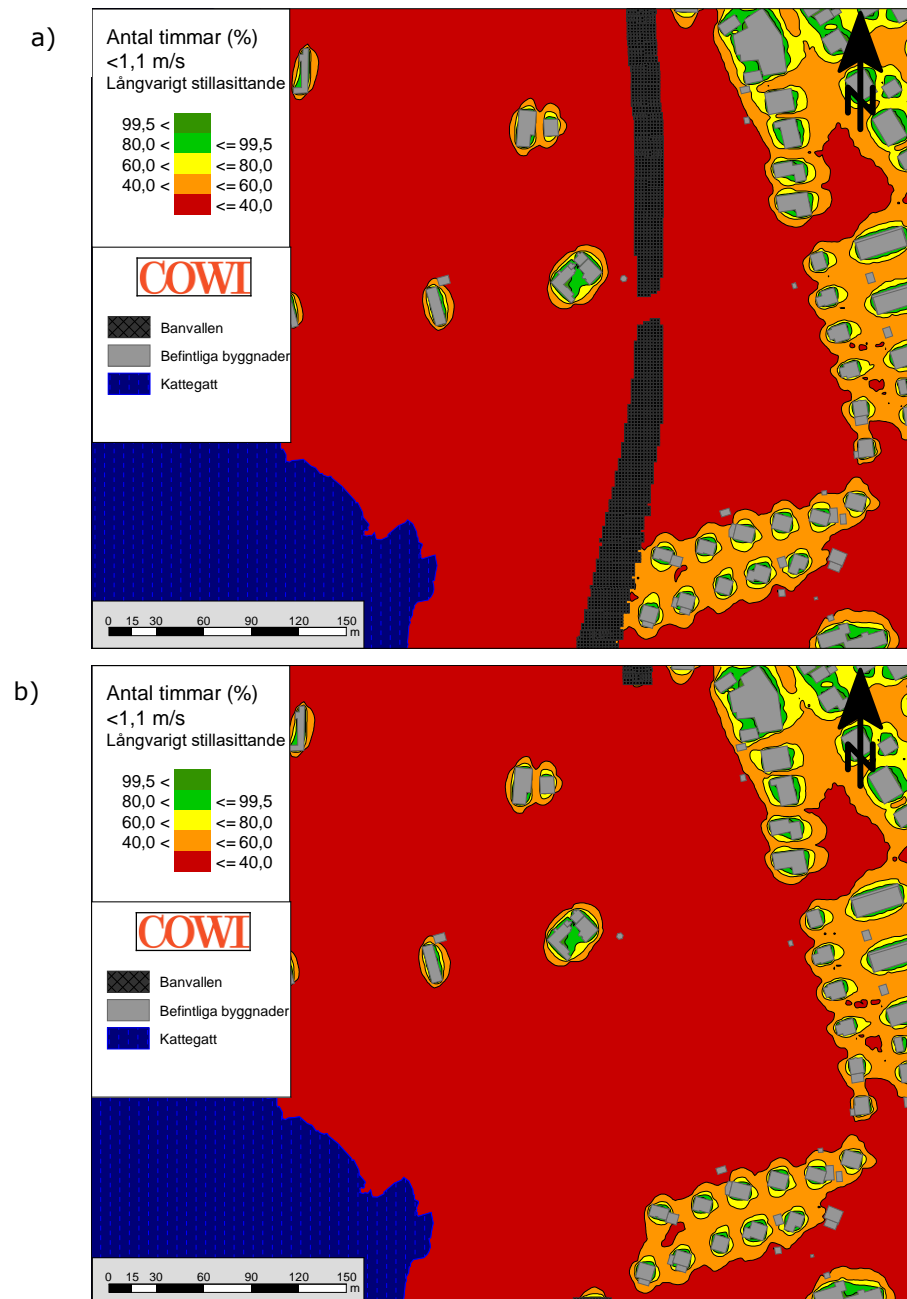 a)
Antal timmar (%)
<1,1 m/s
Långvarigt stillasittande
99,5 <
80,0 < <= 99,5
60,0 < <= 80,0
40,0 < <= 60,0
<= 40,0
COWI
Banvallen
Befintliga byggnader
Kattegatt
0 15 30 60 90 120 150
m
N
b)
Antal timmar (%)
<1,1 m/s
Långvarigt stillasittande
99,5 <
80,0 < <= 99,5
60,0 < <= 80,0
40,0 < <= 60,0
<= 40,0
COWI
Banvallen
Befintliga byggnader
Kattegatt
0 15 30 60 90 120 150
m
N